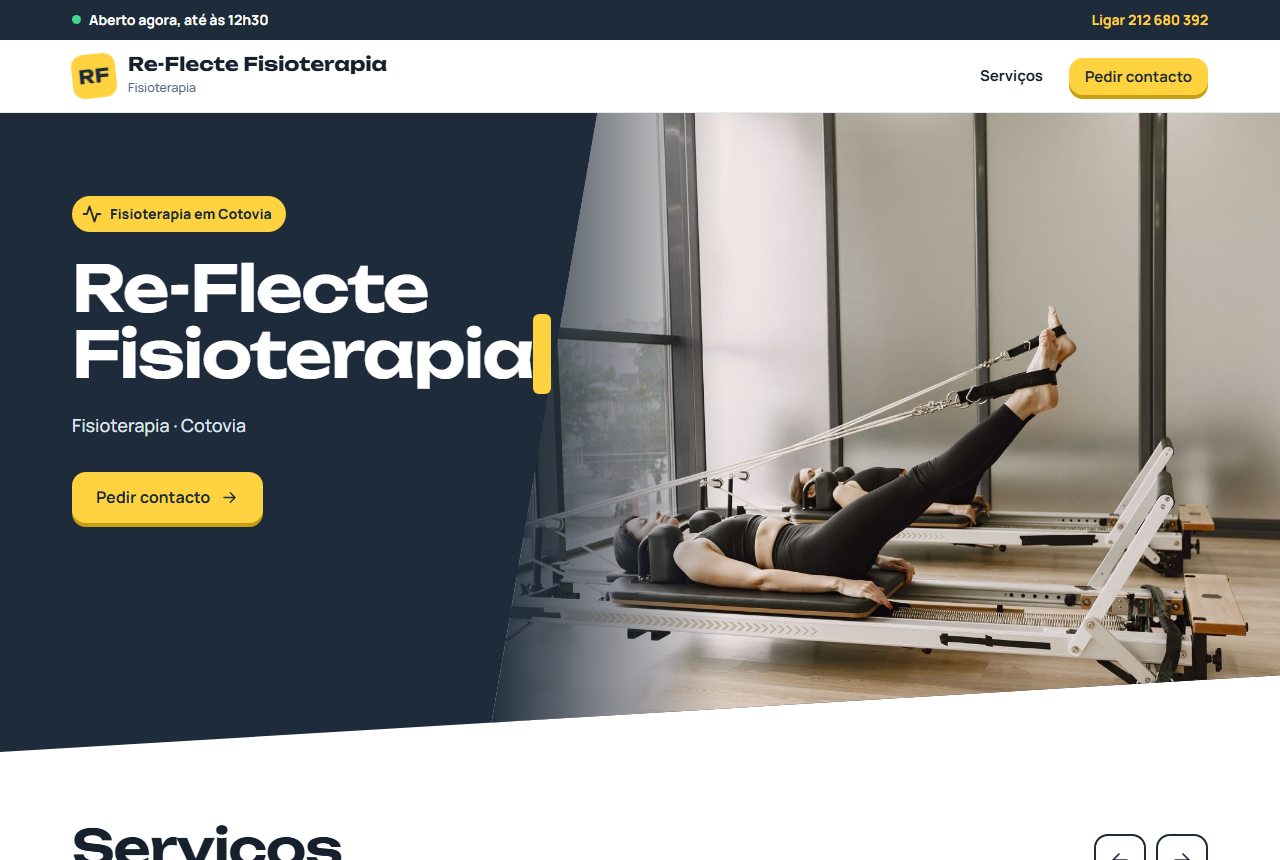 Aberto agora, até às 12h30
Ligar 212 680 392
RF
Re-Flecte Fisioterapia
Fisioterapia
Serviços
Pedir contacto
Fisioterapia em Cotovia
Re-Flecte
Fisioterapia
Fisioterapia · Cotovia
Pedir contacto →
Serviços
← →